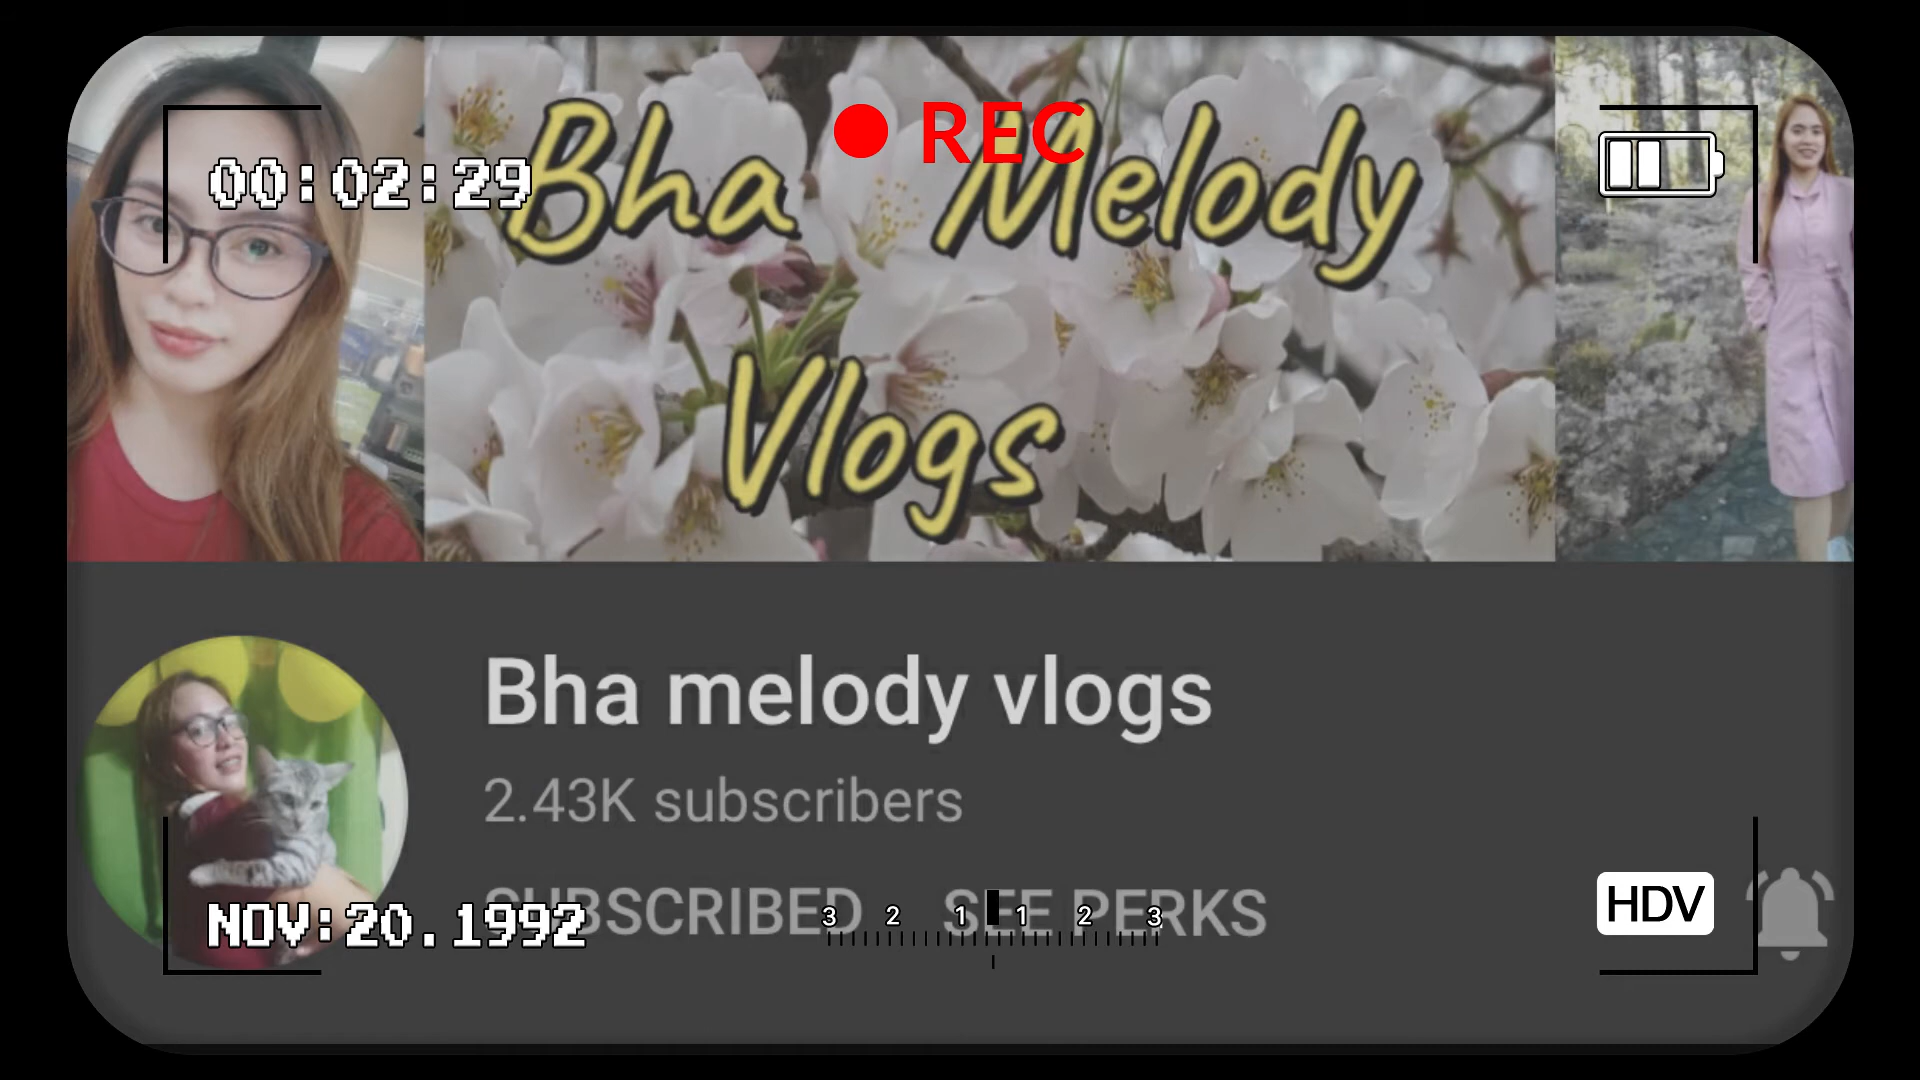 REC
00:02:29
Bha Melody
Vlogs
Bha melody vlogs
2.43K subscribers
SUBSCRIBED SEE PERKS
3 2 1 1 2 3
HDV
NOV:20.1992